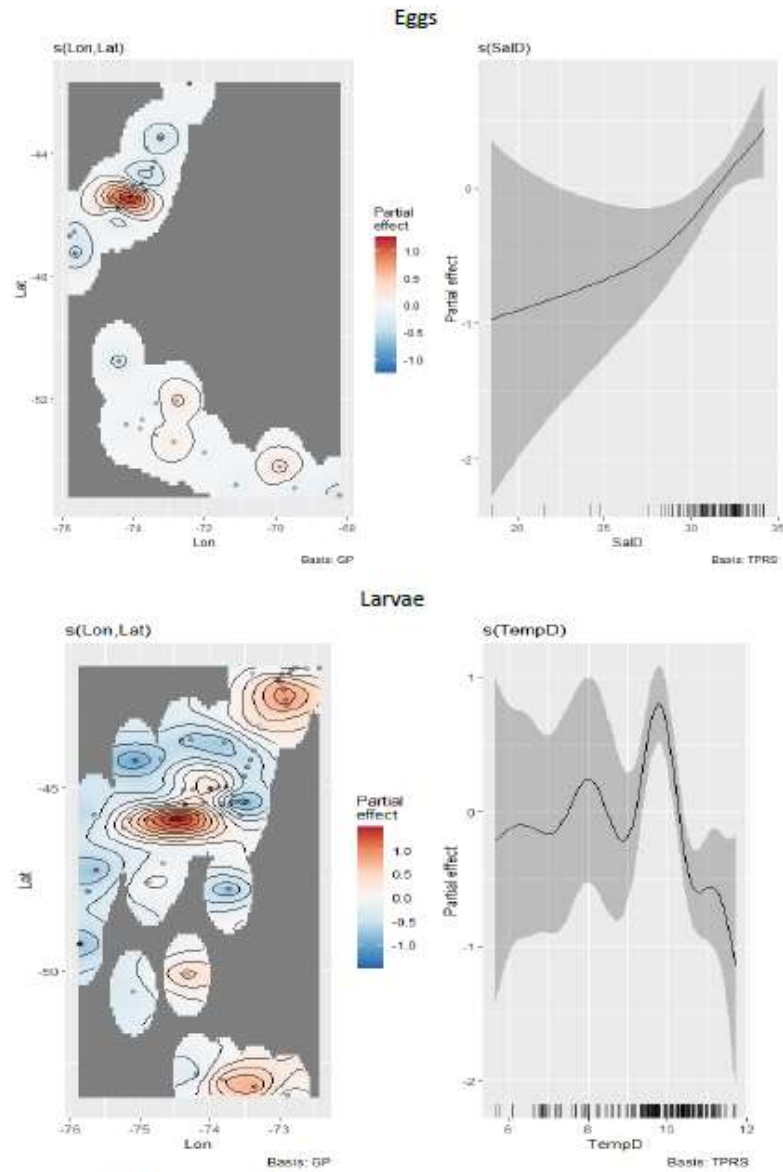 Eggs
s(Lon,Lat)
-44
-48
-52
Lat
-76 -74 -72 -70 -68
Lon
Basis: GP
Partial
effect
1.0
0.5
0.0
-0.5
-1.0
s(SalD)
0
-1
-2
Partial effect
20 25 30 35
SalD
Basis: TPRS
Larvae
s(Lon,Lat)
-45
-50
Lat
-76 -75 -74 -73
Lon
Basis: GP
Partial
effect
1.0
0.5
0.0
-0.5
-1.0
s(TempD)
1
0
-1
-2
Partial effect
6 8 10 12
TempD
Basis: TPRS